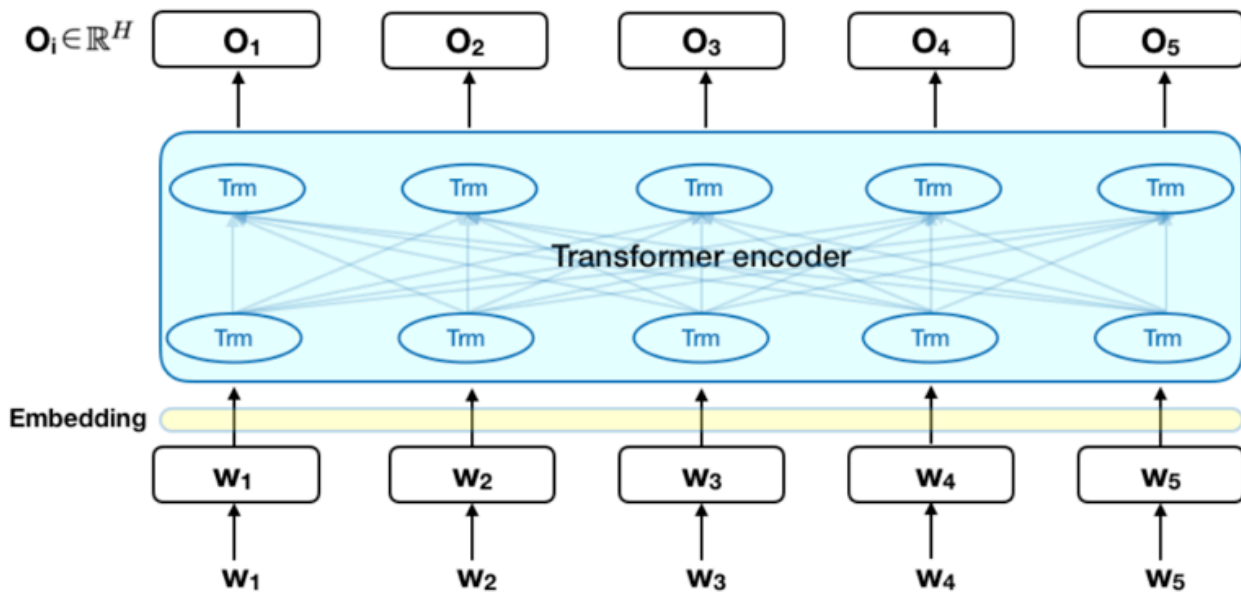 Oᵢ∈ℝᴴ O₁ O₂ O₃ O₄ O₅
Trm Trm Trm Trm Trm
Transformer encoder
Trm Trm Trm Trm Trm
Embedding
w₁ w₂ w₃ w₄ w₅
w₁ w₂ w₃ w₄ w₅